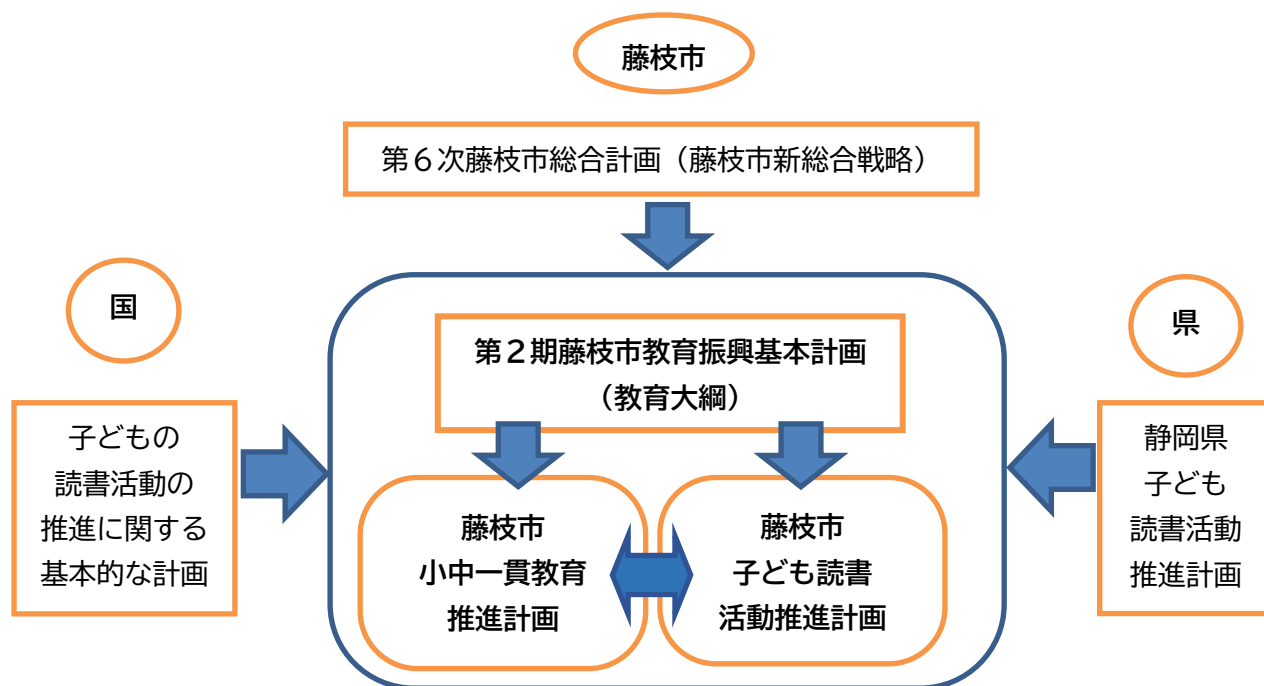 藤枝市
第６次藤枝市総合計画（藤枝市新総合戦略）
国
子どもの
読書活動の
推進に関する
基本的な計画
第２期藤枝市教育振興基本計画
（教育大綱）
藤枝市
小中一貫教育
推進計画
藤枝市
子ども読書
活動推進計画
県
静岡県
子ども
読書活動
推進計画